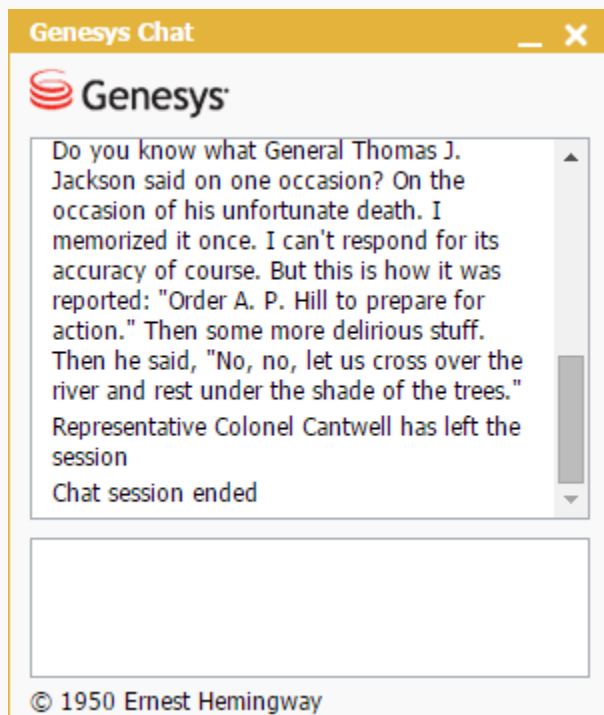 Genesys Chat
Genesys
Do you know what General Thomas J.
Jackson said on one occasion? On the
occasion of his unfortunate death. I
memorized it once. I can't respond for its
accuracy of course. But this is how it was
reported: "Order A. P. Hill to prepare for
action." Then some more delirious stuff.
Then he said, "No, no, let us cross over the
river and rest under the shade of the trees."
Representative Colonel Cantwell has left the
session
Chat session ended
© 1950 Ernest Hemingway